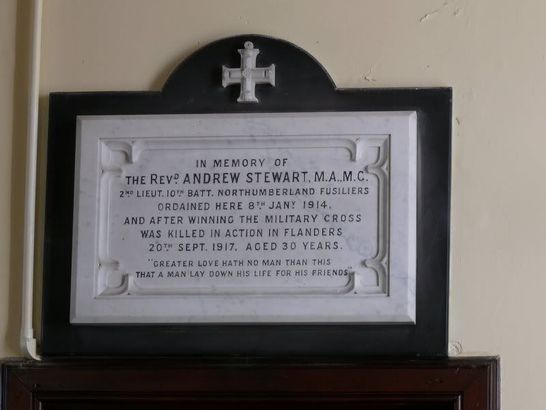 IN MEMORY OF
THE REVD. ANDREW STEWART, M.A., M.C.
2ND LIEUT. 10TH BATT. NORTHUMBERLAND FUSILIERS
ORDAINED HERE 8TH JANY 1914,
AND AFTER WINNING THE MILITARY CROSS
WAS KILLED IN ACTION IN FLANDERS
20TH SEPT. 1917. AGED 30 YEARS.
"GREATER LOVE HATH NO MAN THAN THIS
THAT A MAN LAY DOWN HIS LIFE FOR HIS FRIENDS"